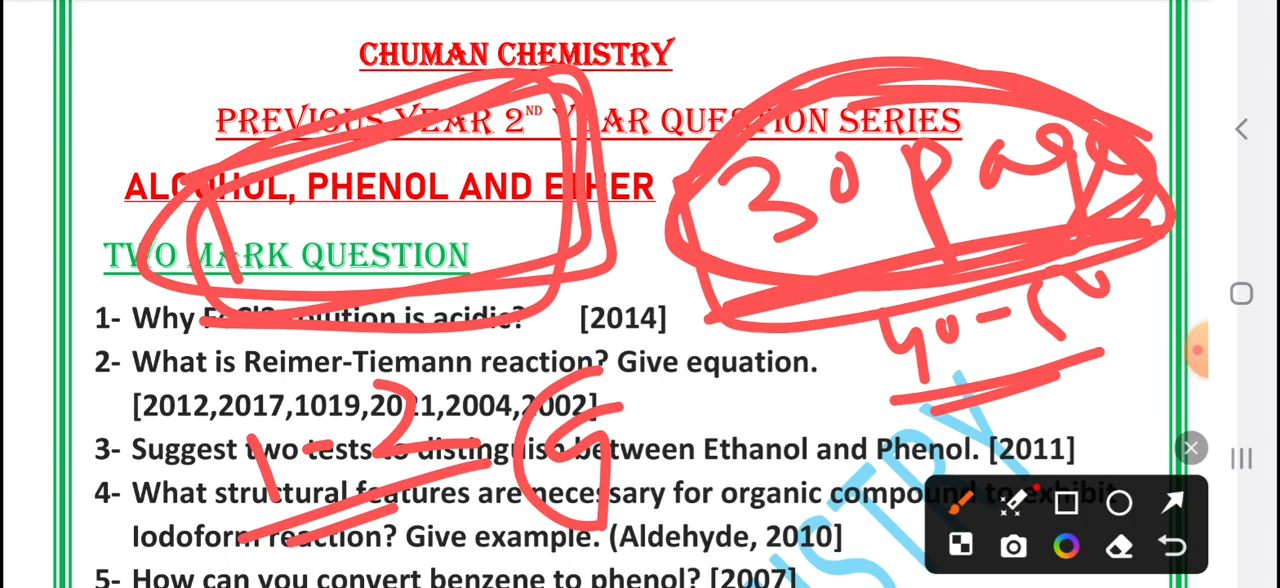 CHUMAN CHEMISTRY
PREVIOUS YEAR 2ND YEAR QUESTION SERIES
ALCOHOL, PHENOL AND ETHER
30 page
TWO MARK QUESTION
1- Why FeCl3 solution is acidic? [2014]
2- What is Reimer-Tiemann reaction? Give equation.
[2012,2017,1019,2021,2004,2002]
1-2
3- Suggest two tests to distinguish between Ethanol and Phenol. [2011]
4- What structural features are necessary for organic compound to exhibit
Iodoform reaction? Give example. (Aldehyde, 2010]
5- How can you convert benzene to phenol? [2007]